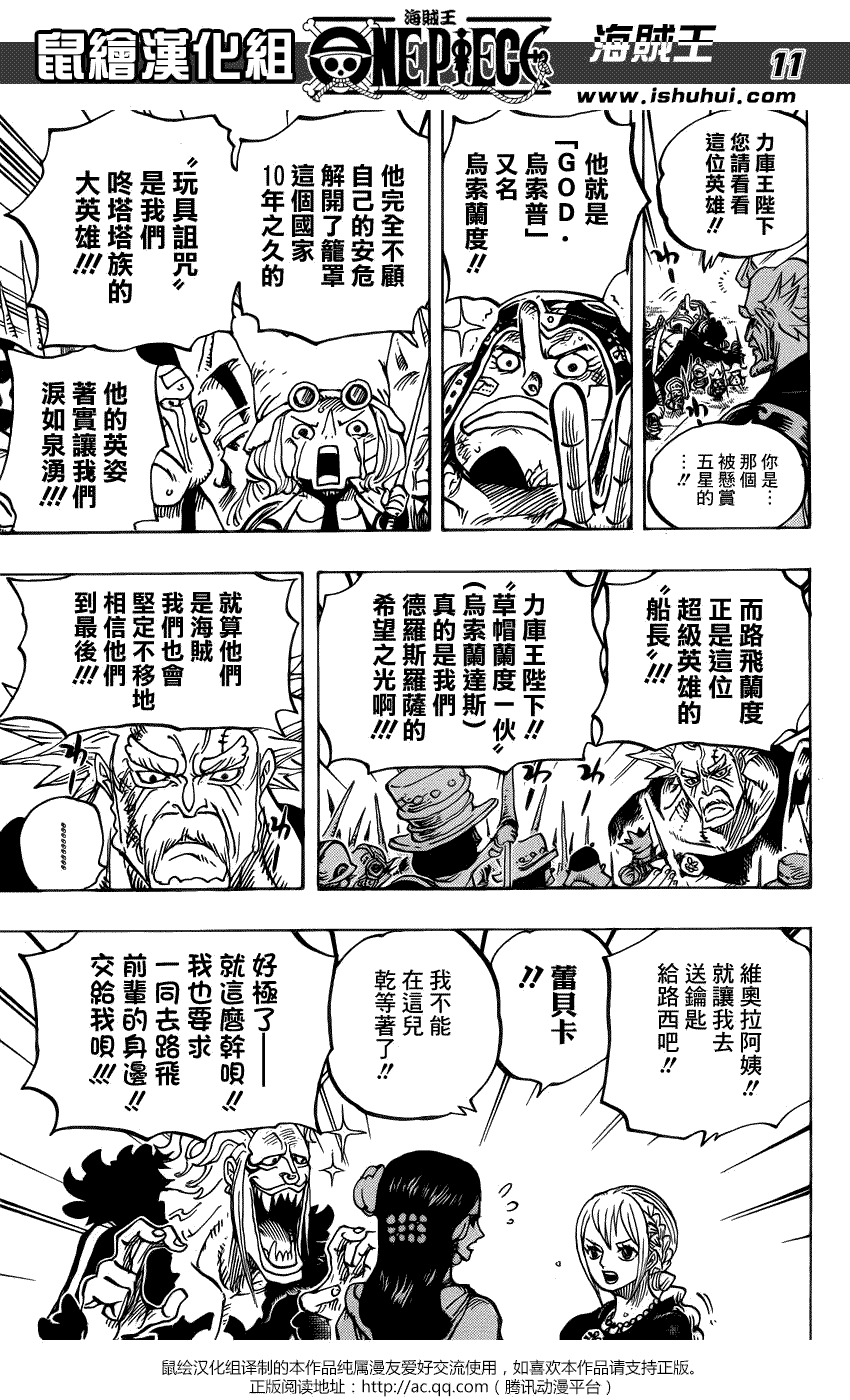 鼠繪漢化組
海賊王
ONE PIECE
海賊王
11
www.ishuhui.com
力庫王陛下
您請看看
這位英雄!!
你是…
那個
被懸賞
五星的
…!!
他就是
「GOD・
烏索普」
又名
烏索蘭度!!
他完全不顧
自己的安危
解開了籠罩
這個國家
10年之久的
〝玩具詛咒〞
是我們
咚塔塔族的
大英雄!!!
他的英姿
著實讓我們
淚如泉湧!!!
而路飛蘭度
正是這位
超級英雄的
〝船長〞!!!
力庫王陛下!!
〝草帽蘭度一伙〞
(烏索蘭達斯)
真的是我們
德羅斯羅薩的
希望之光啊!!!
就算他們
是海賊
我們也會
堅定不移地
相信他們
到最後!!!
………
維奧拉阿姨!!
就讓我去
送鑰匙
給路西吧!!
蕾貝卡
!!
我不能
在這兒
乾等著了!!
好極了——
就這麼幹唄!!
我也要求
一同去路飛
前輩的身邊!!
交給我唄!!!
鼠绘汉化组译制的本作品纯属漫友爱好交流使用，如喜欢本作品请支持正版。
正版阅读地址：http://ac.qq.com（腾讯动漫平台）